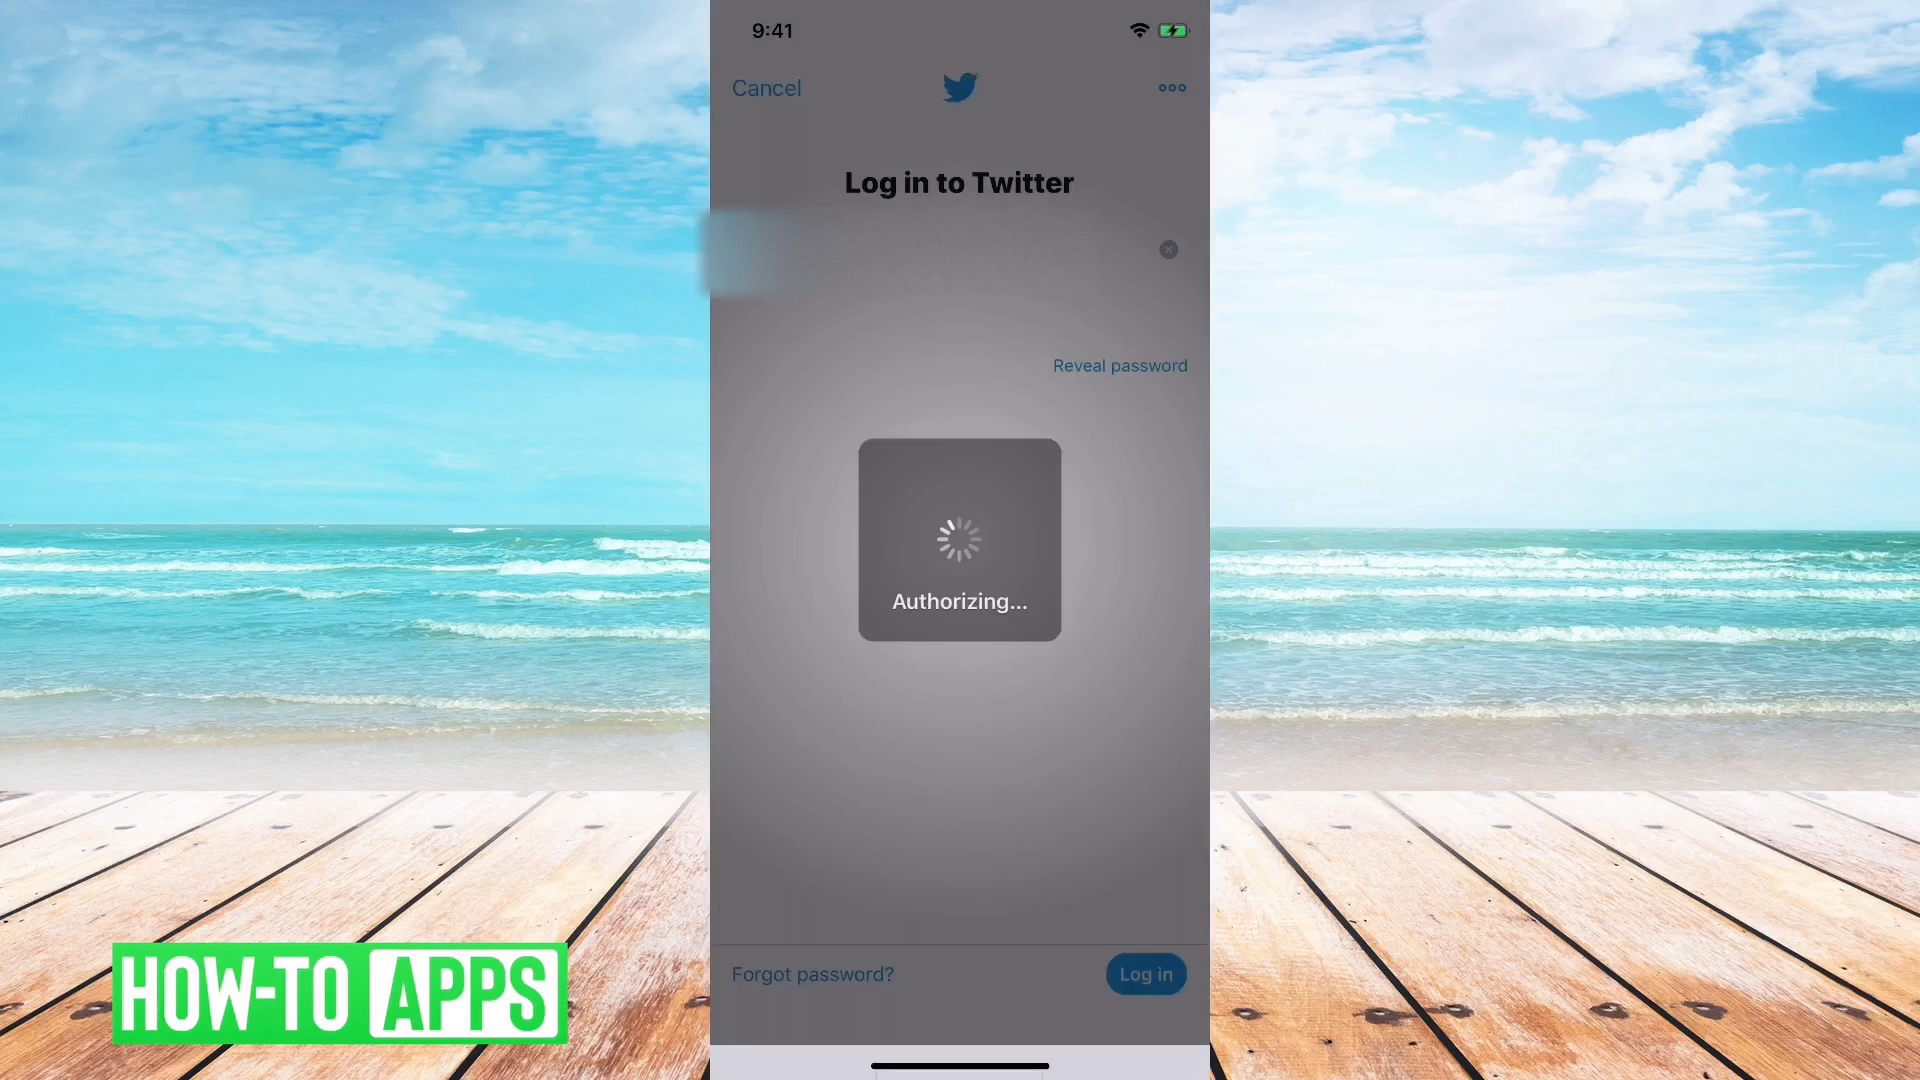 9:41
Cancel
Log in to Twitter
Reveal password
Authorizing...
Forgot password?
Log in
HOW-TO APPS